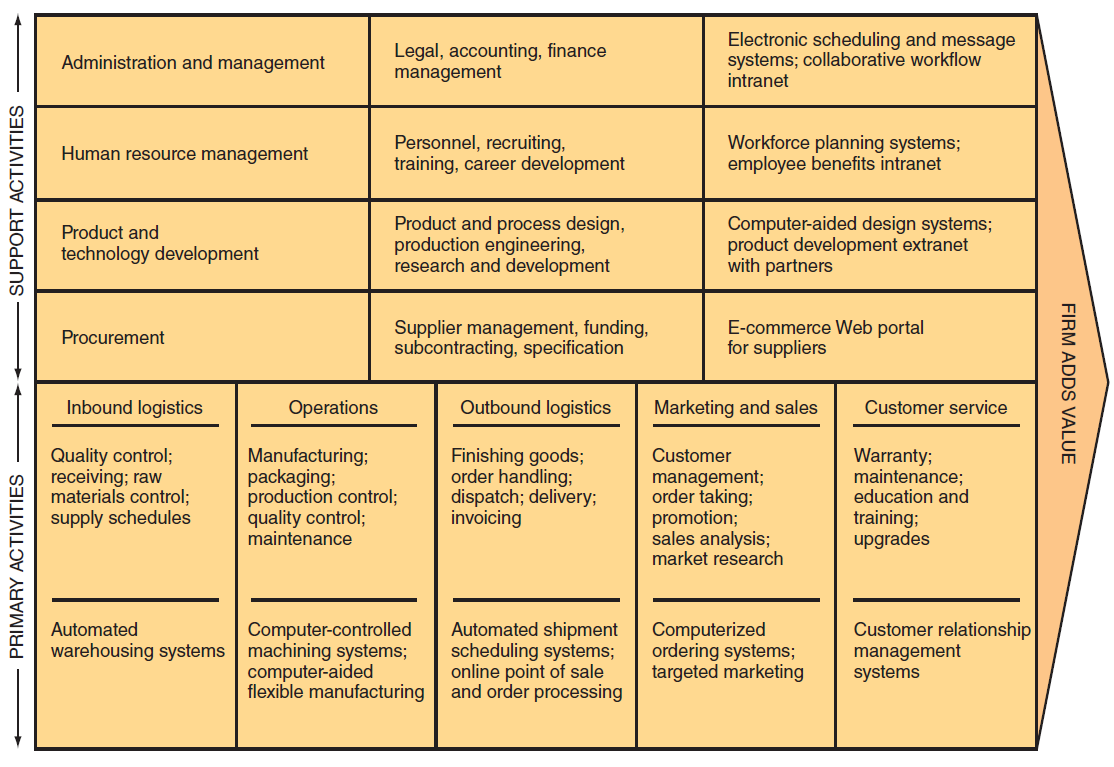 SUPPORT ACTIVITIES
Administration and management
Legal, accounting, finance
management
Electronic scheduling and message
systems; collaborative workflow
intranet
Human resource management
Personnel, recruiting,
training, career development
Workforce planning systems;
employee benefits intranet
Product and
technology development
Product and process design,
production engineering,
research and development
Computer-aided design systems;
product development extranet
with partners
Procurement
Supplier management, funding,
subcontracting, specification
E-commerce Web portal
for suppliers
PRIMARY ACTIVITIES
Inbound logistics
Quality control;
receiving; raw
materials control;
supply schedules
Automated
warehousing systems
Operations
Manufacturing;
packaging;
production control;
quality control;
maintenance
Computer-controlled
machining systems;
computer-aided
flexible manufacturing
Outbound logistics
Finishing goods;
order handling;
dispatch; delivery;
invoicing
Automated shipment
scheduling systems;
online point of sale
and order processing
Marketing and sales
Customer
management;
order taking;
promotion;
sales analysis;
market research
Computerized
ordering systems;
targeted marketing
Customer service
Warranty;
maintenance;
education and
training;
upgrades
Customer relationship
management
systems
FIRM ADDS VALUE